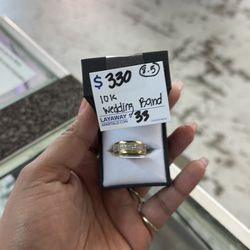 $ 330 8.5
10K
Wedding Band
LAYAWAY $ 33